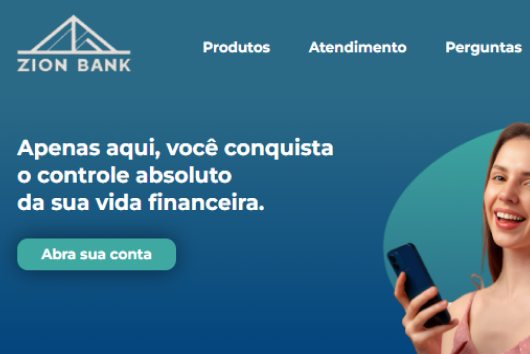 ZION BANK
Produtos Atendimento Perguntas
Apenas aqui, você conquista
o controle absoluto
da sua vida financeira.
Abra sua conta